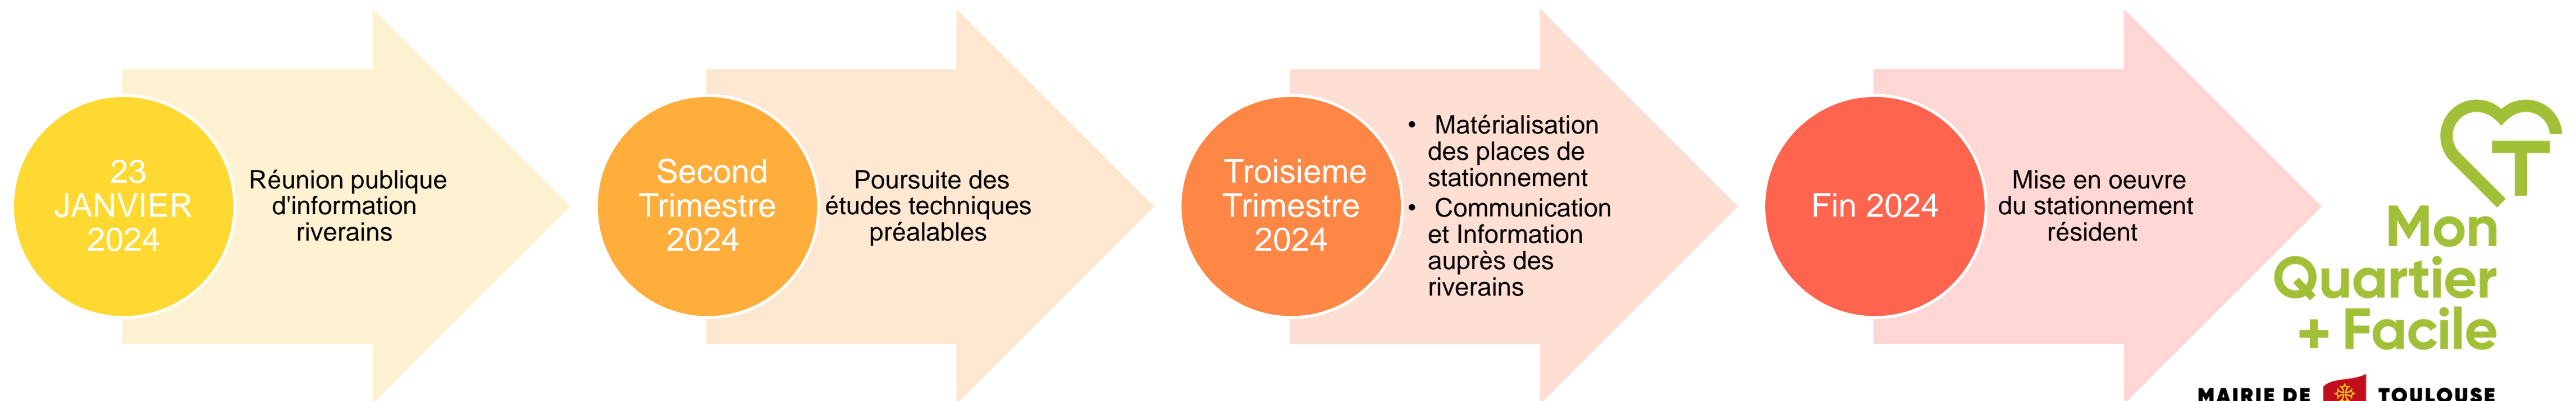 23
JANVIER
2024
Réunion publique
d'information
riverains
Second
Trimestre
2024
Poursuite des
études techniques
préalables
Troisieme
Trimestre
2024
• Matérialisation
des places de
stationnement
• Communication
et Information
auprès des
riverains
Fin 2024
Mise en oeuvre
du stationnement
résident
T
Mon
Quartier
+ Facile
MAIRIE DE TOULOUSE